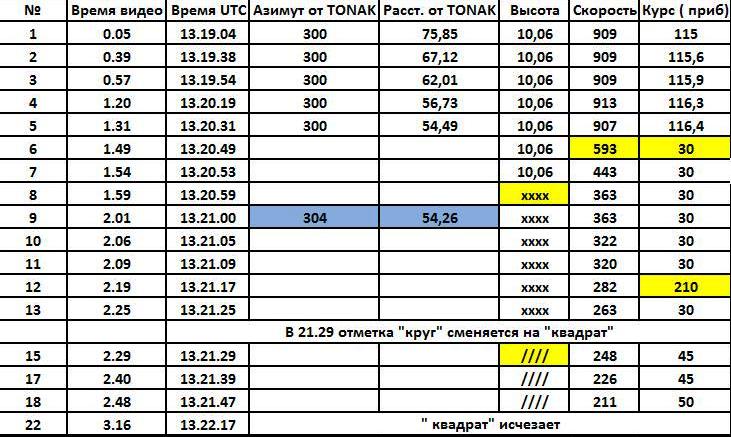 № Время видео Время UTC Азимут от TONAK Расст. от TONAK Высота Скорость Курс ( приб)
1 0.05 13.19.04 300 75,85 10,06 909 115
2 0.39 13.19.38 300 67,12 10,06 909 115,6
3 0.57 13.19.54 300 62,01 10,06 909 115,9
4 1.20 13.20.19 300 56,73 10,06 913 116,3
5 1.31 13.20.31 300 54,49 10,06 907 116,4
6 1.49 13.20.49 10,06 593 30
7 1.54 13.20.53 10,06 443 30
8 1.59 13.20.59 xxxx 363 30
9 2.01 13.21.00 304 54,26 xxxx 363 30
10 2.06 13.21.05 xxxx 322 30
11 2.09 13.21.09 xxxx 320 30
12 2.19 13.21.17 xxxx 282 210
13 2.25 13.21.25 xxxx 263 30
В 21.29 отметка "круг" сменяется на "квадрат"
15 2.29 13.21.29 //// 248 45
17 2.40 13.21.39 //// 226 45
18 2.48 13.21.47 //// 211 50
22 3.16 13.22.17 " квадрат" исчезает